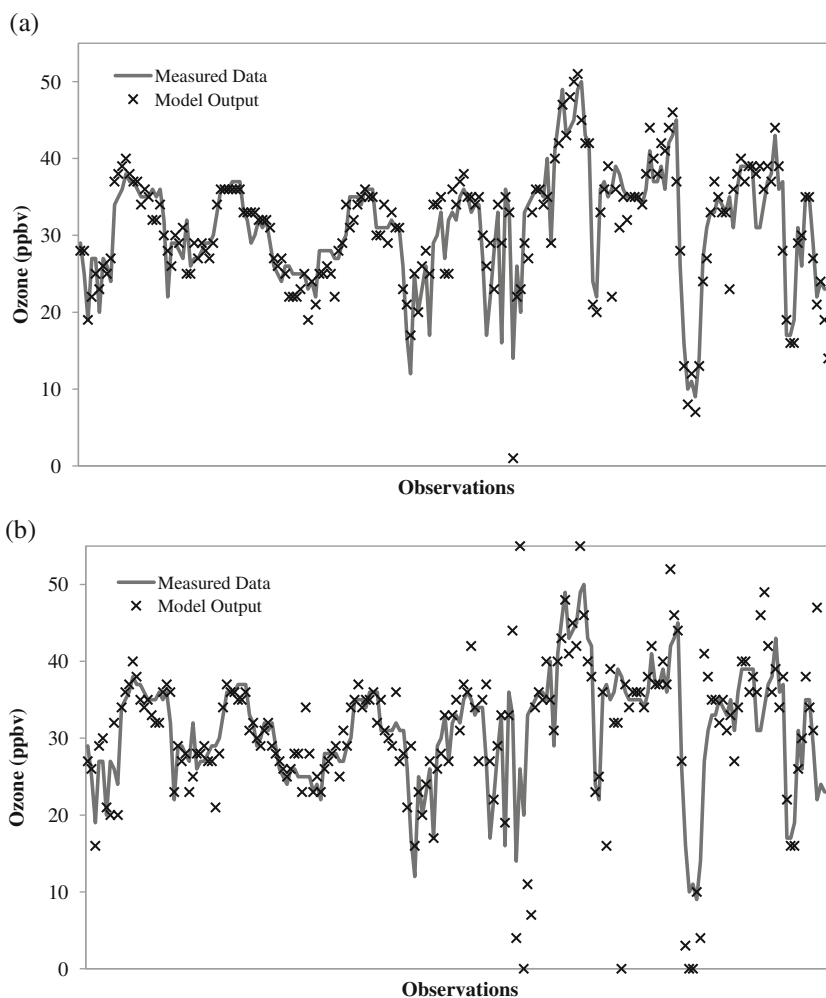 (a)
50
40
30
20
10
0
Ozone (ppbv)
Measured Data
Model Output
Observations
(b)
50
40
30
20
10
0
Ozone (ppbv)
Measured Data
Model Output
Observations